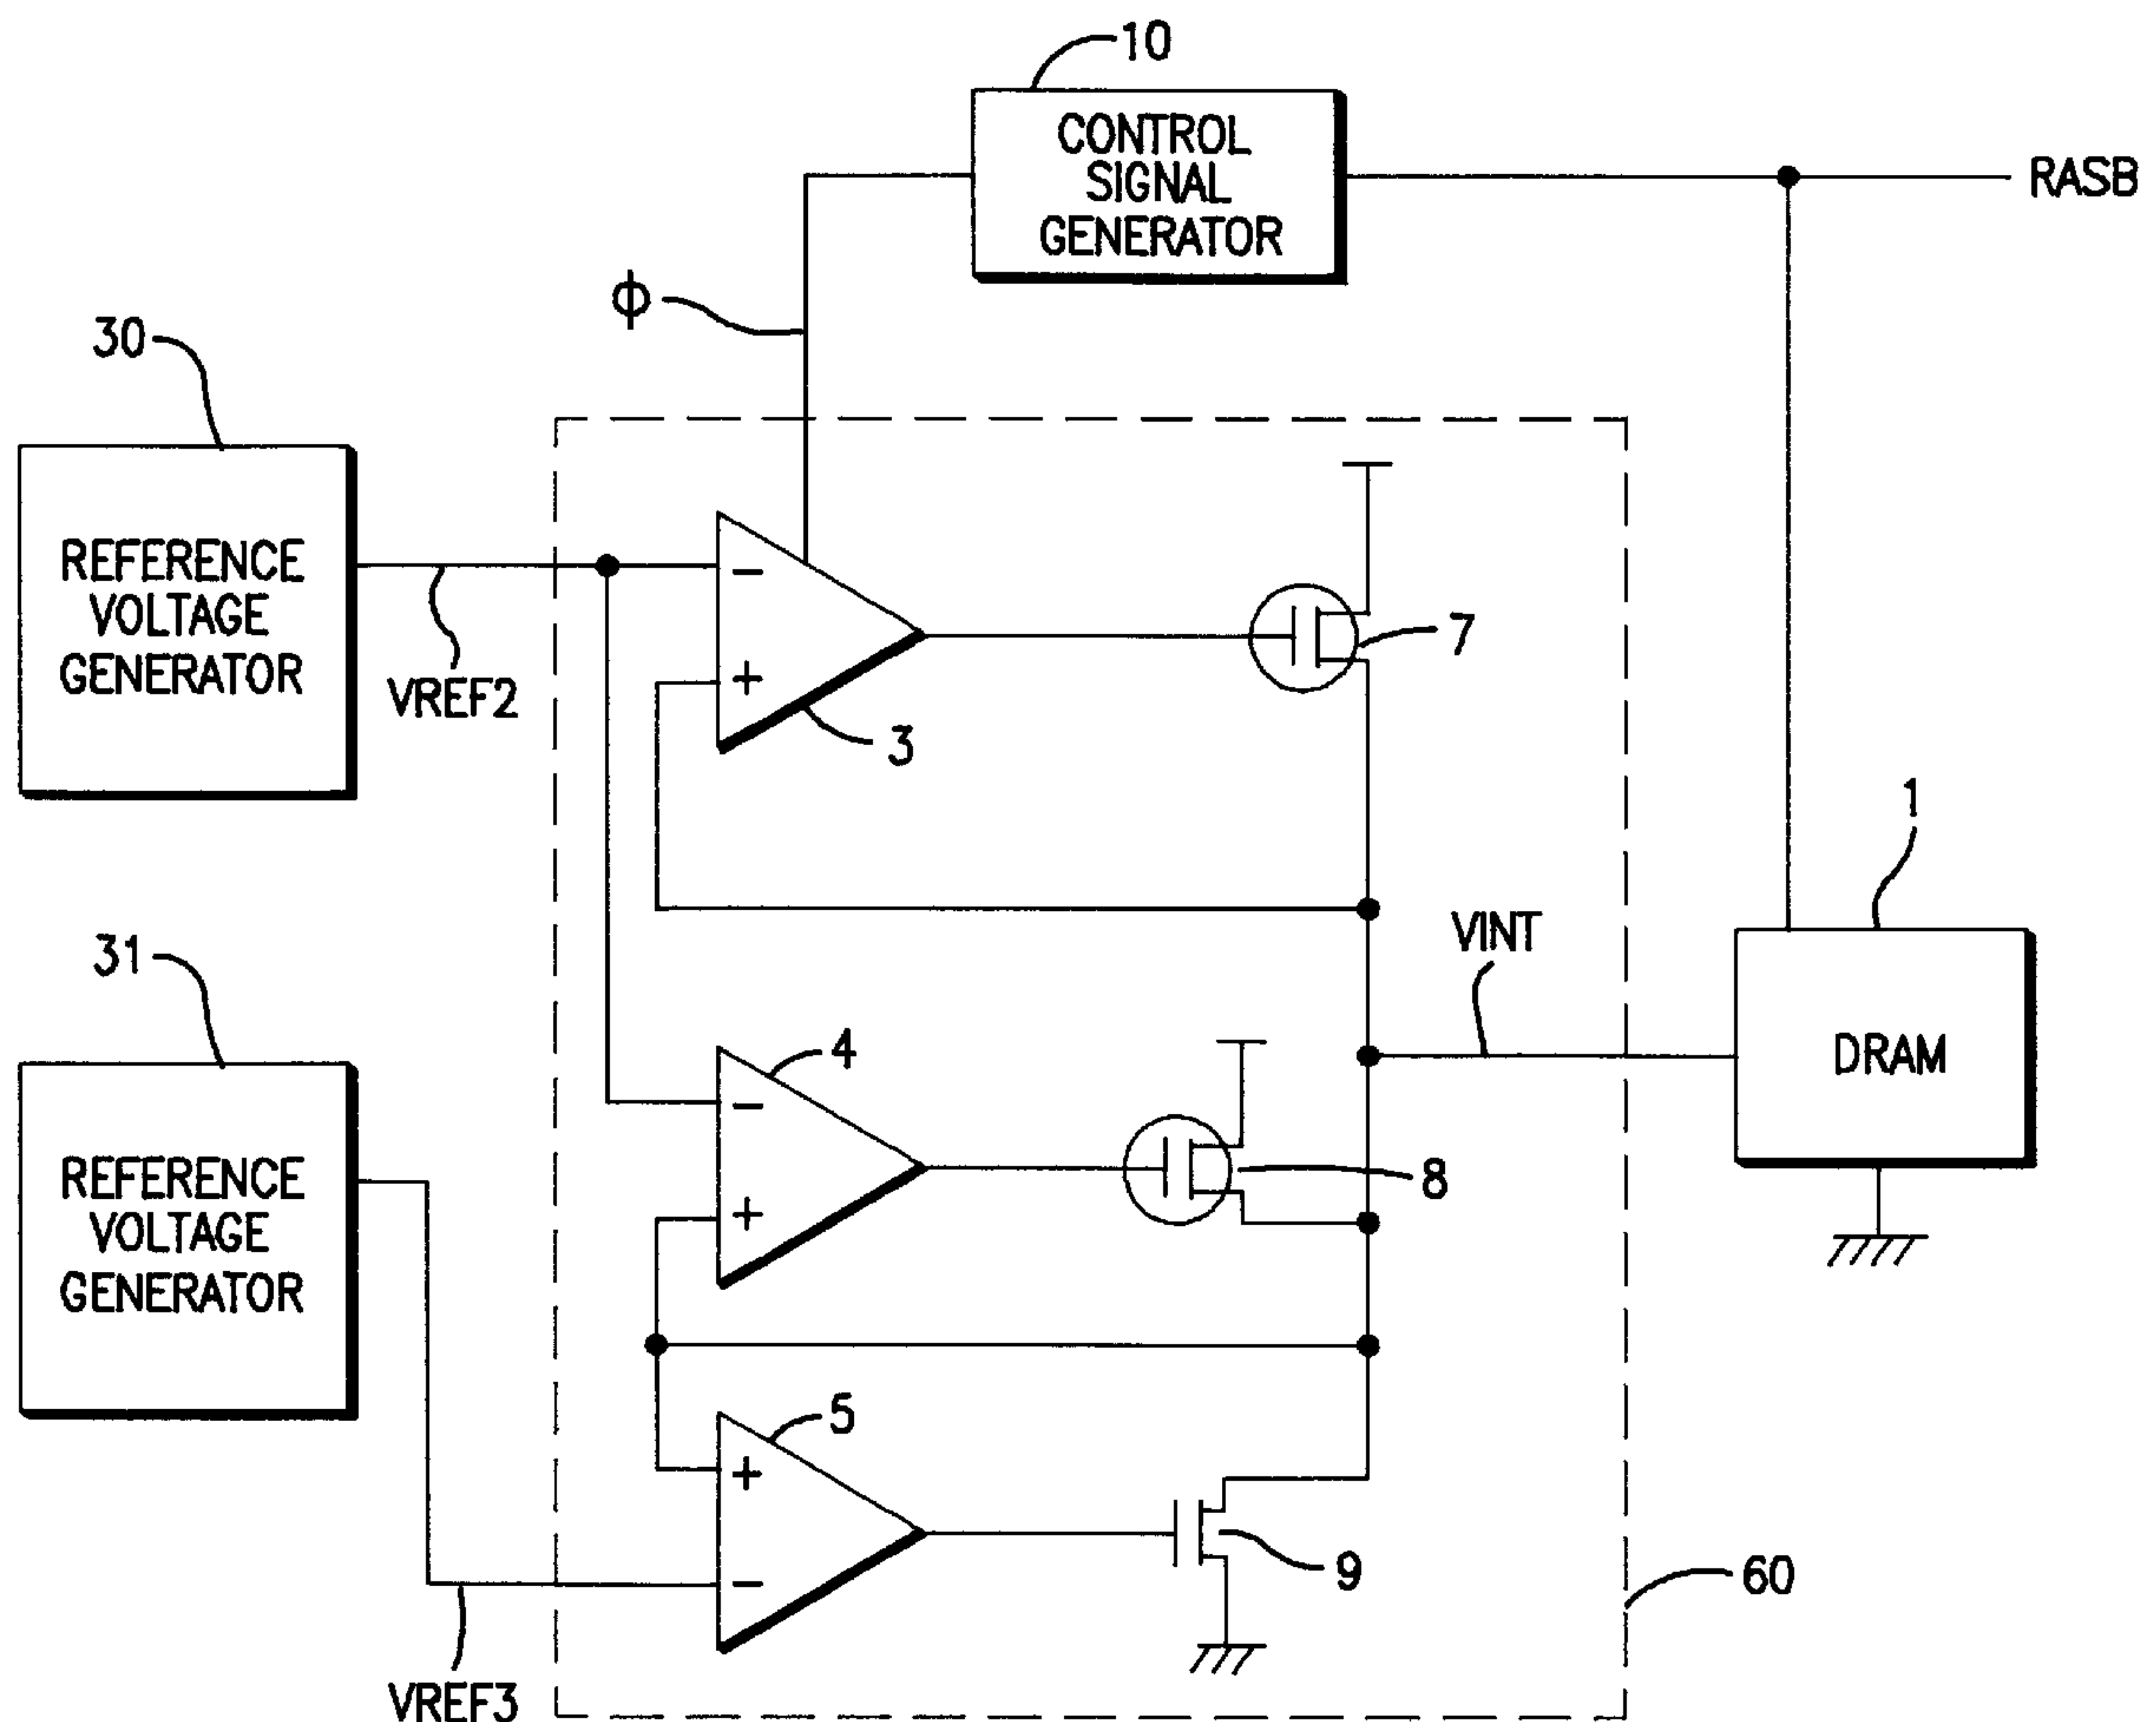 10
CONTROL
SIGNAL
GENERATOR
RASB
Φ
30
REFERENCE
VOLTAGE
GENERATOR
VREF2
−
+
3
7
1
VINT
DRAM
31
REFERENCE
VOLTAGE
GENERATOR
4
−
+
8
5
+
−
9
60
VREF3